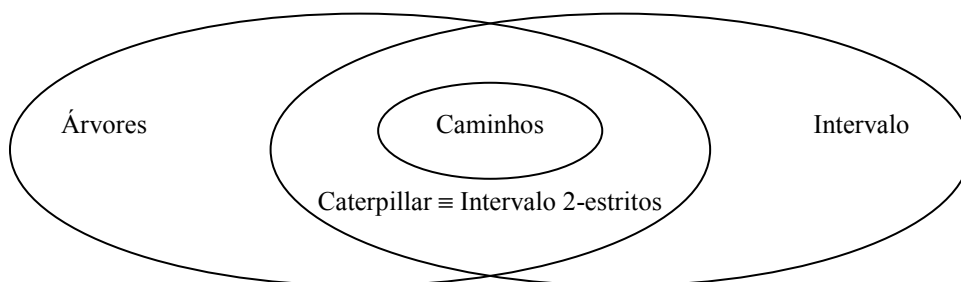 Árvores
Caminhos
Intervalo
Caterpillar ≡ Intervalo 2-estritos